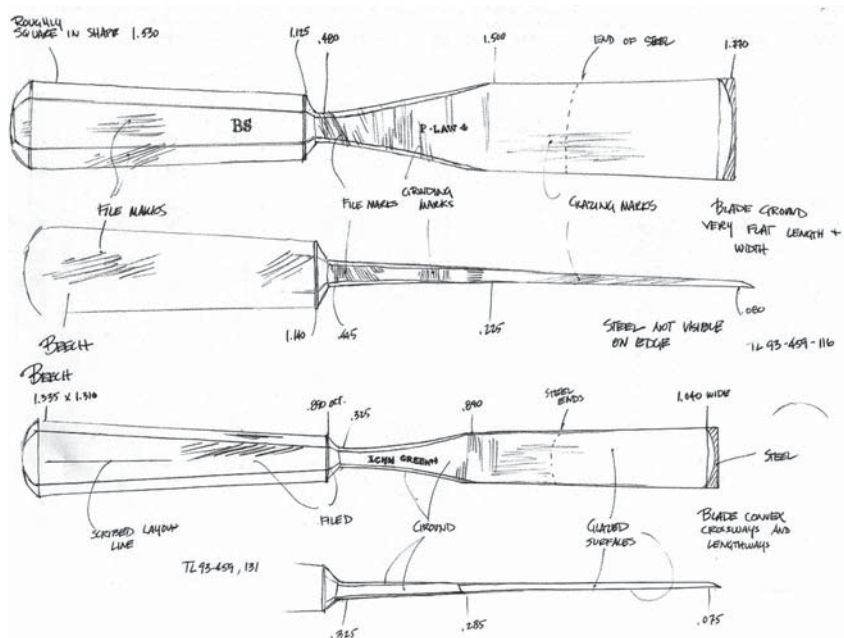 ROUGHLY
SQUARE IN SHAPE 1.530
1.125
.480
1.500
END OF STEEL
BS
P-LAW
FILE MARKS
FILE MARKS
GRINDING
MARKS
GLAZING MARKS
BLADE GROUND
VERY FLAT LENGTH +
WIDTH
BEECH
1.140
.445
.225
STEEL NOT VISIBLE
ON EDGE
.080
TL 93-459-116
BEECH
1.335 x 1.310
.890 OCT.
.325
.890
STEEL
ENDS
1.040 WIDE
STEEL
JOHN GREEN
SCRIBED LAYOUT
LINE
FILED
GROUND
GLAZED
SURFACES
BLADE CONVEX
CROSSWAYS AND
LENGTHWAYS
TL 93-459, 131
.325
.285
.075